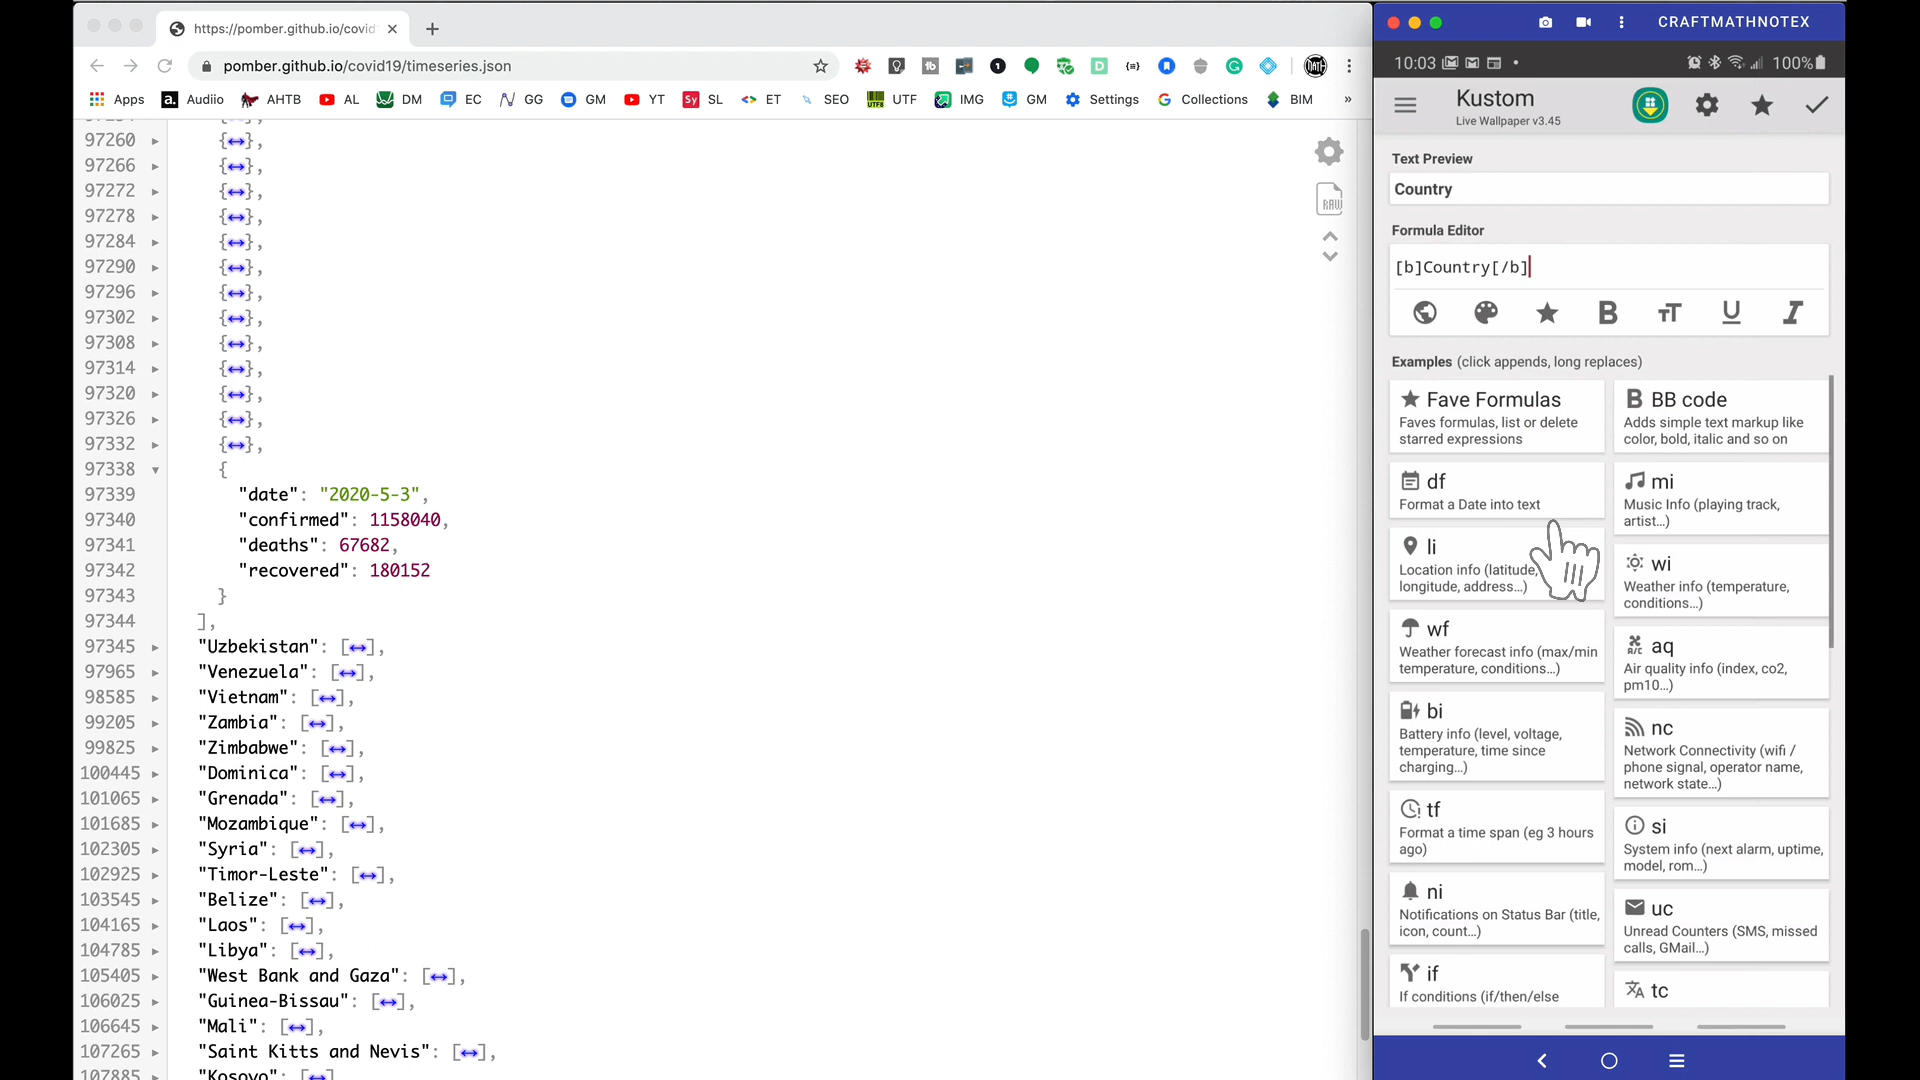 https://pomber.github.io/covid
pomber.github.io/covid19/timeseries.json
Apps Audiio AHTB AL DM EC GG GM YT SL ET SEO UTF IMG GM Settings Collections BIM »
97260 {↔},
97266 {↔},
97272 {↔},
97278 {↔},
97284 {↔},
97290 {↔},
97296 {↔},
97302 {↔},
97308 {↔},
97314 {↔},
97320 {↔},
97326 {↔},
97332 {↔},
97338 {
97339 "date": "2020-5-3",
97340 "confirmed": 1158040,
97341 "deaths": 67682,
97342 "recovered": 180152
97343 }
97344 ],
97345 "Uzbekistan": [↔],
97965 "Venezuela": [↔],
98585 "Vietnam": [↔],
99205 "Zambia": [↔],
99825 "Zimbabwe": [↔],
100445 "Dominica": [↔],
101065 "Grenada": [↔],
101685 "Mozambique": [↔],
102305 "Syria": [↔],
102925 "Timor-Leste": [↔],
103545 "Belize": [↔],
104165 "Laos": [↔],
104785 "Libya": [↔],
105405 "West Bank and Gaza": [↔],
106025 "Guinea-Bissau": [↔],
106645 "Mali": [↔],
107265 "Saint Kitts and Nevis": [↔],
107885 "Kosovo": [↔],
RAW
CRAFTMATHNOTEX
10:03 100%
Kustom
Live Wallpaper v3.45
Text Preview
Country
Formula Editor
[b]Country[/b]
B TT U I
Examples (click appends, long replaces)
Fave Formulas
Faves formulas, list or delete
starred expressions
BB code
Adds simple text markup like
color, bold, italic and so on
df
Format a Date into text
mi
Music Info (playing track,
artist...)
li
Location info (latitude,
longitude, address...)
wi
Weather info (temperature,
conditions...)
wf
Weather forecast info (max/min
temperature, conditions...)
aq
Air quality info (index, co2,
pm10...)
bi
Battery info (level, voltage,
temperature, time since
charging...)
nc
Network Connectivity (wifi /
phone signal, operator name,
network state...)
tf
Format a time span (eg 3 hours
ago)
si
System info (next alarm, uptime,
model, rom...)
ni
Notifications on Status Bar (title,
icon, count...)
uc
Unread Counters (SMS, missed
calls, GMail...)
if
If conditions (if/then/else
tc